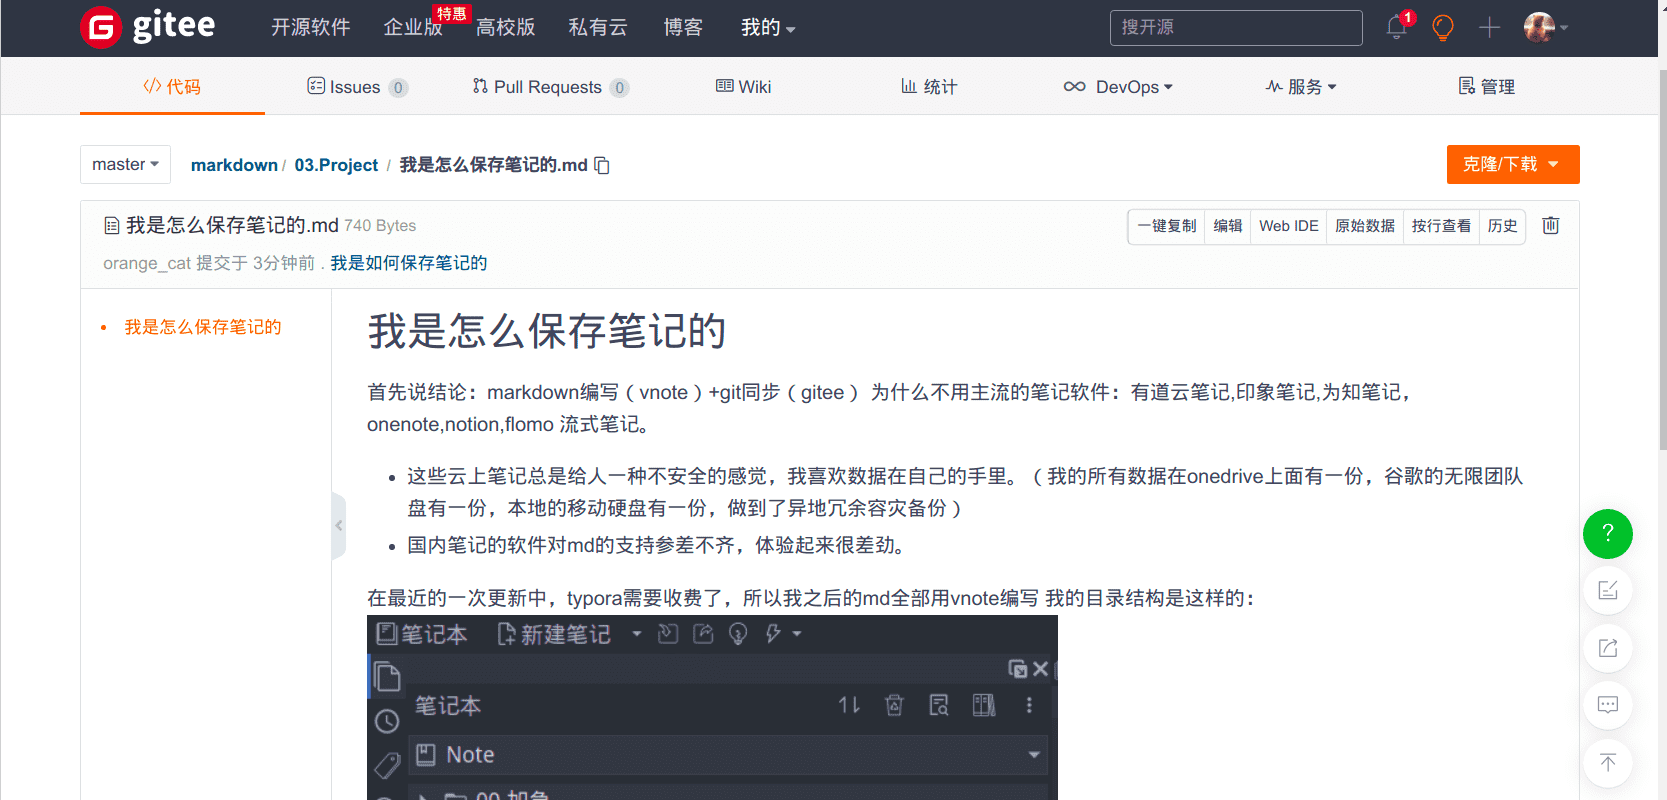 gitee
开源软件
企业版
特惠
高校版
私有云
博客
我的
搜开源
1
代码
Issues 0
Pull Requests 0
Wiki
统计
DevOps
服务
管理
master
markdown / 03.Project / 我是怎么保存笔记的.md
克隆/下载
我是怎么保存笔记的.md 740 Bytes
一键复制
编辑
Web IDE
原始数据
按行查看
历史
orange_cat 提交于 3分钟前 . 我是如何保存笔记的
我是怎么保存笔记的
我是怎么保存笔记的
首先说结论：markdown编写（vnote）+git同步（gitee） 为什么不用主流的笔记软件：有道云笔记,印象笔记,为知笔记，
onenote,notion,flomo 流式笔记。
这些云上笔记总是给人一种不安全的感觉，我喜欢数据在自己的手里。（我的所有数据在onedrive上面有一份，谷歌的无限团队
盘有一份，本地的移动硬盘有一份，做到了异地冗余容灾备份）
国内笔记的软件对md的支持参差不齐，体验起来很差劲。
在最近的一次更新中，typora需要收费了，所以我之后的md全部用vnote编写 我的目录结构是这样的：
笔记本
新建笔记
笔记本
Note
?